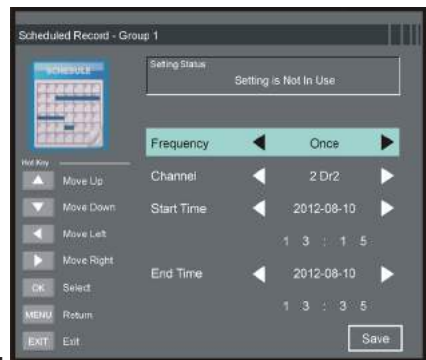 Scheduled Record - Group 1
SCHEDULE
Setting Status
Setting is Not In Use
Frequency Once
Channel 2 Dr2
Start Time 2012-08-10
1 3 : 1 5
End Time 2012-08-10
1 3 : 3 5
Hot Key
Move Up
Move Down
Move Left
Move Right
OK Select
MENU Return
EXIT Exit
Save